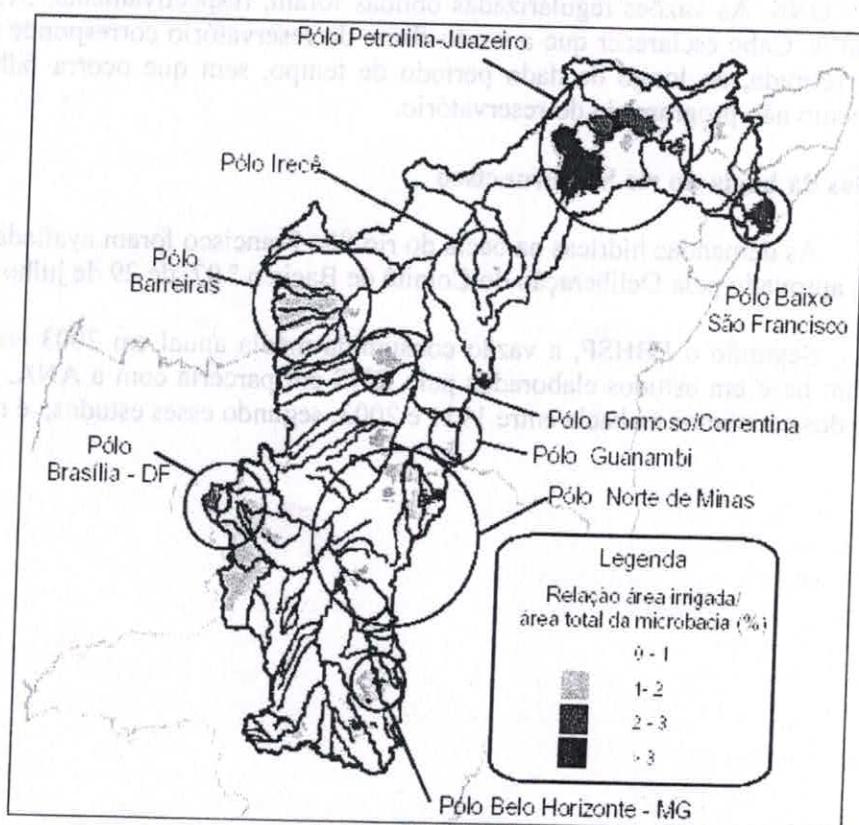 Pólo Petrolina-Juazeiro
Pólo Irecê
Pólo
Barreiras
Pólo Baixo
São Francisco
Pólo Formoso/Correntina
Pólo Guanambi
Pólo
Brasília - DF
Pólo Norte de Minas
Legenda
Relação área irrigada/
área total da microbacia (%)
0 - 1
1- 2
2 - 3
> 3
Pólo Belo Horizonte - MG